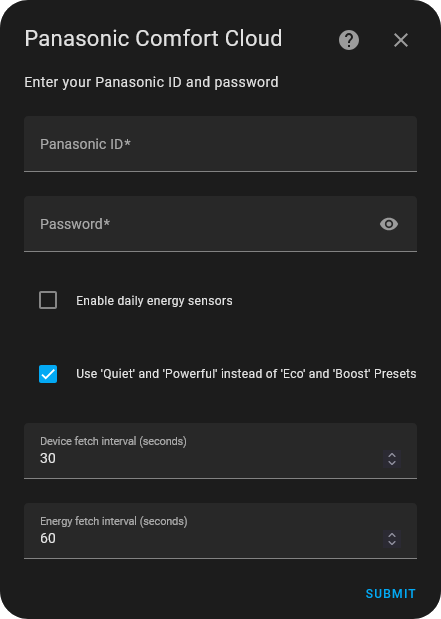 Panasonic Comfort Cloud
Enter your Panasonic ID and password
Panasonic ID*
Password*
Enable daily energy sensors
Use 'Quiet' and 'Powerful' instead of 'Eco' and 'Boost' Presets
Device fetch interval (seconds)
30
Energy fetch interval (seconds)
60
SUBMIT